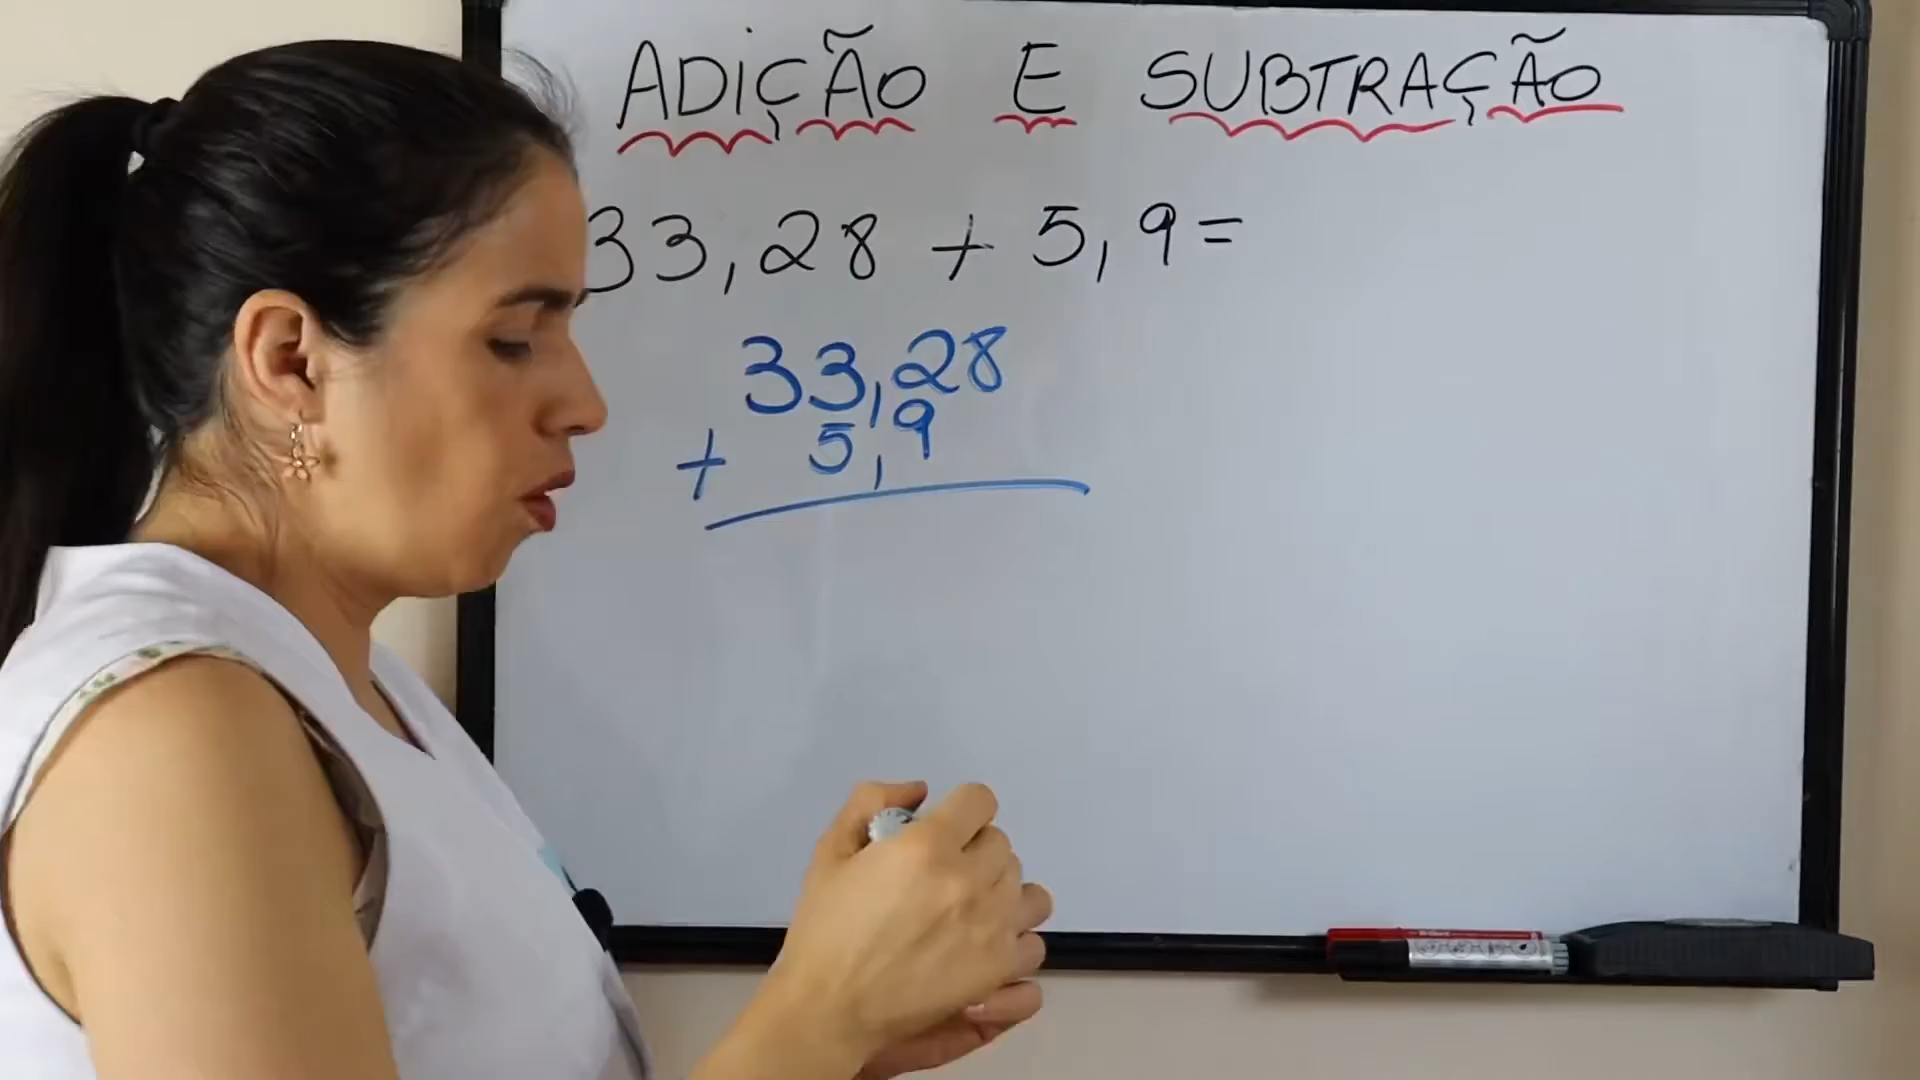 ADIÇÃO E SUBTRAÇÃO
33,28 + 5,9=
33,28
+ 5,9